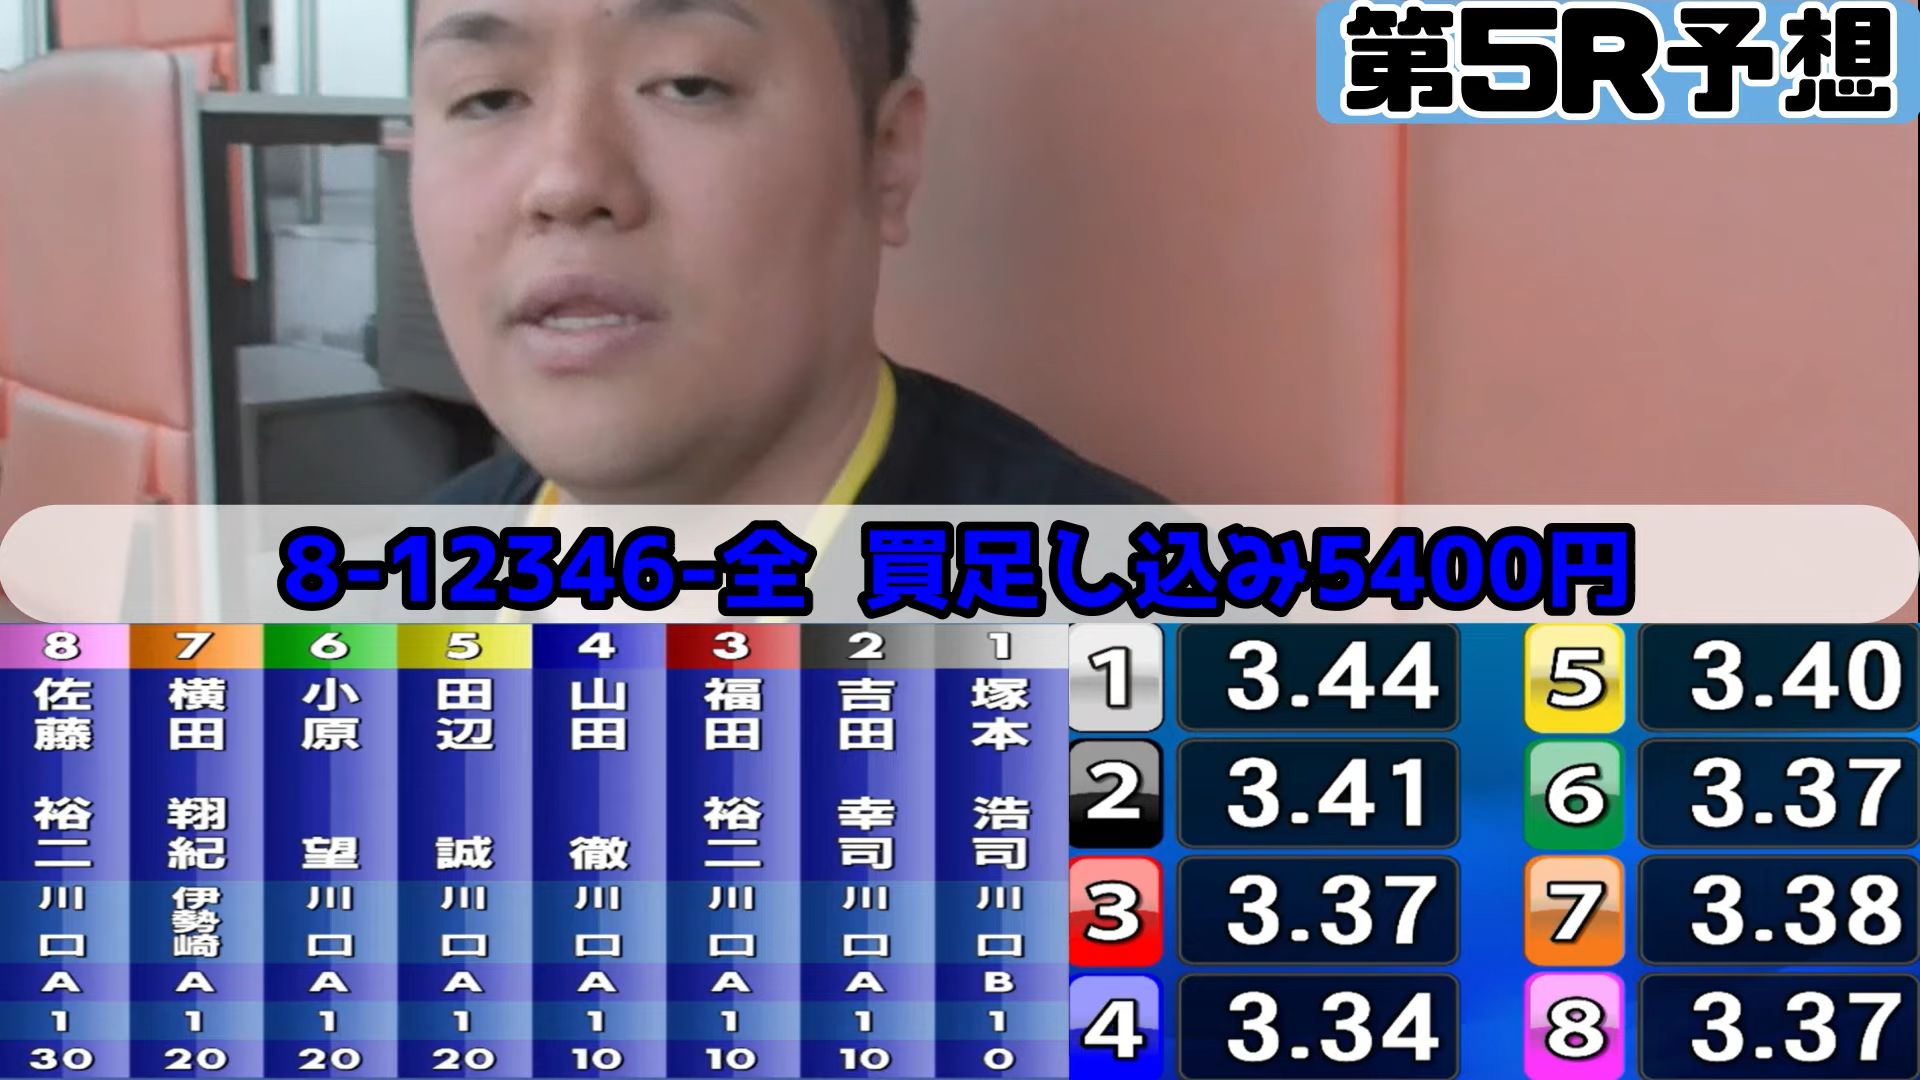 第5R予想
8-12346-全 買足し込み5400円
8 7 6 5 4 3 2 1
佐藤 裕二 横田 翔紀 小原 望 田辺 誠 山田 徹 福田 裕二 吉田 幸司 塚本 浩司
川口 伊勢崎 川口 川口 川口 川口 川口 川口
A A A A A A A B
1 1 1 1 1 1 1 1
30 20 20 20 10 10 10 0
1 3.44 5 3.40
2 3.41 6 3.37
3 3.37 7 3.38
4 3.34 8 3.37